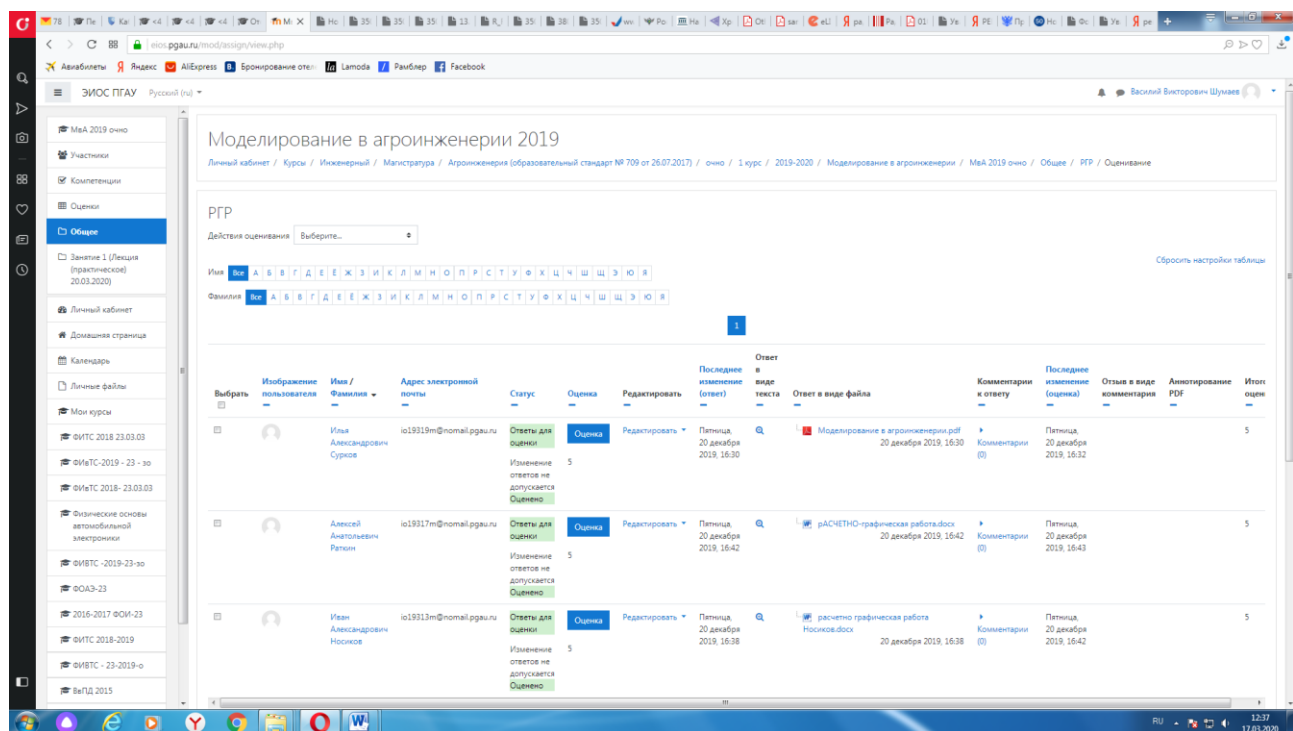 eios.pgau.ru/mod/assign/view.php
Авиабилеты Яндекс AliExpress Lamoda Рамблер Facebook
ЭИОС ПГАУ Русский (ru)
Василий Викторович Шумаев
МвА 2019 очно
Участники
Компетенции
Оценки
Общее
Занятие 1 (Лекция
(практическое)
20.03.2020)
Личный кабинет
Домашняя страница
Календарь
Личные файлы
Мои курсы
ФИТС 2018 23.03.03
ФИвТС-2019 - 23 - зо
ФИвТС 2018- 23.03.03
Физические основы
автомобильной
электроники
ФИВТС -2019-23-зо
ФОАЭ-23
2016-2017 ФОИ-23
ФИТС 2018-2019
ФИВТС - 23-2019-о
ВвПД 2015
Моделирование в агроинженерии 2019
Личный кабинет / Курсы / Инженерный / Магистратура / Агроинженерия (образовательный стандарт № 709 от 26.07.2017) / очно / 1 курс / 2019-2020 / Моделирование в агроинженерии / МвА 2019 очно / Общее / РГР / Оценивание
РГР
Действия оценивания Выберите...
Сбросить настройки таблицы
Имя Все А Б В Г Д Е Ё Ж З И К Л М Н О П Р С Т У Ф Х Ц Ч Ш Щ Э Ю Я
Фамилия Все А Б В Г Д Е Ё Ж З И К Л М Н О П Р С Т У Ф Х Ц Ч Ш Щ Э Ю Я
1
Выбрать
Изображение
пользователя
Имя /
Фамилия
Адрес электронной
почты
Статус
Оценка
Редактировать
Последнее
изменение
(ответ)
Ответ
в
виде
текста
Ответ в виде файла
Комментарии
к ответу
Последнее
изменение
(оценка)
Отзыв в виде
комментария
Аннотирование
PDF
Илья
Александрович
Сурков
io19319m@nomail.pgau.ru
Ответы для
оценки
Изменение
ответов не
допускается
Оценено
Оценка
5
Редактировать
Пятница,
20 декабря
2019, 16:30
Моделирование в агроинженерии.pdf
20 декабря 2019, 16:30
Комментарии
(0)
Пятница,
20 декабря
2019, 16:32
5
Алексей
Анатольевич
Раткин
io19317m@nomail.pgau.ru
Ответы для
оценки
Изменение
ответов не
допускается
Оценено
Оценка
5
Редактировать
Пятница,
20 декабря
2019, 16:42
рАСЧЕТНО-графическая работа.docx
20 декабря 2019, 16:42
Комментарии
(0)
Пятница,
20 декабря
2019, 16:43
5
Иван
Александрович
Носиков
io19313m@nomail.pgau.ru
Ответы для
оценки
Изменение
ответов не
допускается
Оценено
Оценка
5
Редактировать
Пятница,
20 декабря
2019, 16:38
расчетно графическая работа
Носиков.docx
20 декабря 2019, 16:38
Комментарии
(0)
Пятница,
20 декабря
2019, 16:42
5
RU
12:37
17.03.2020